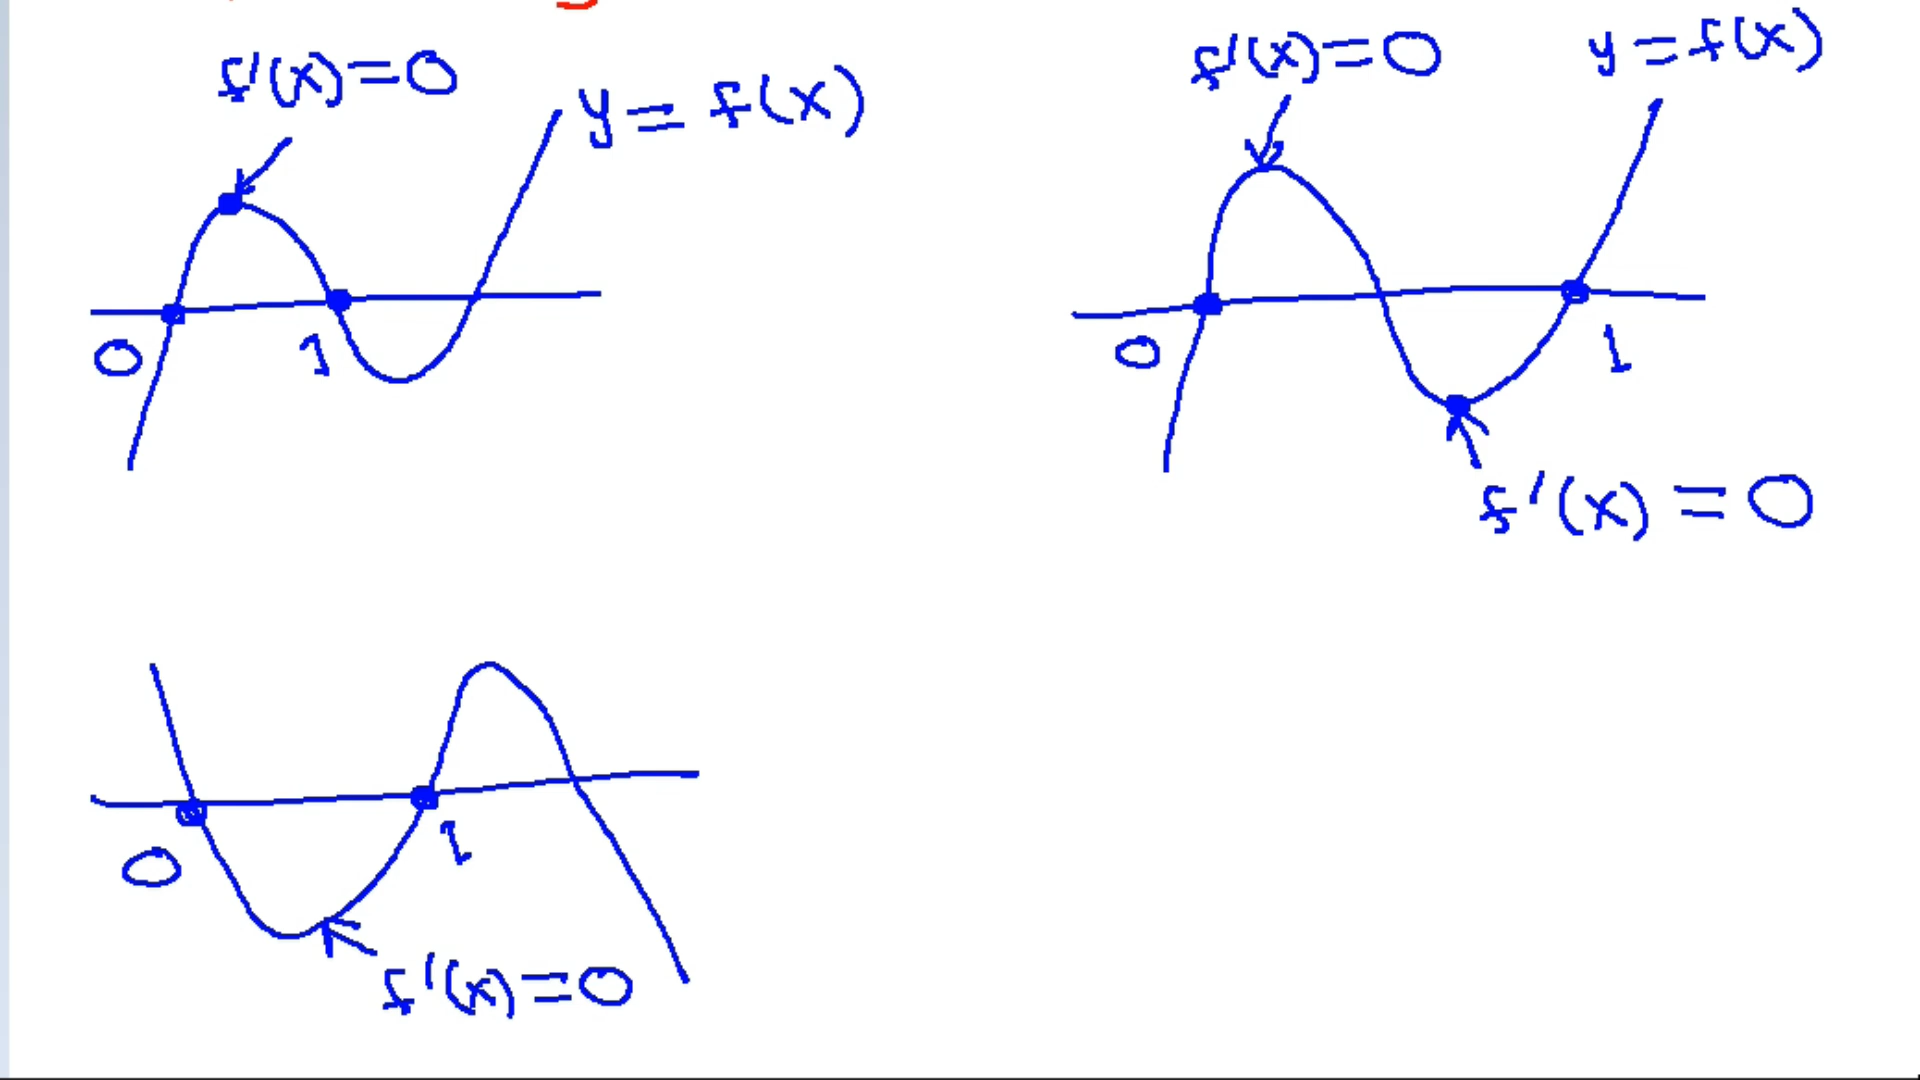 f'(x)=0
y = f(x)
0
1
f'(x)=0
y = f(x)
0
1
f'(x) = 0
0
1
f'(x)=0